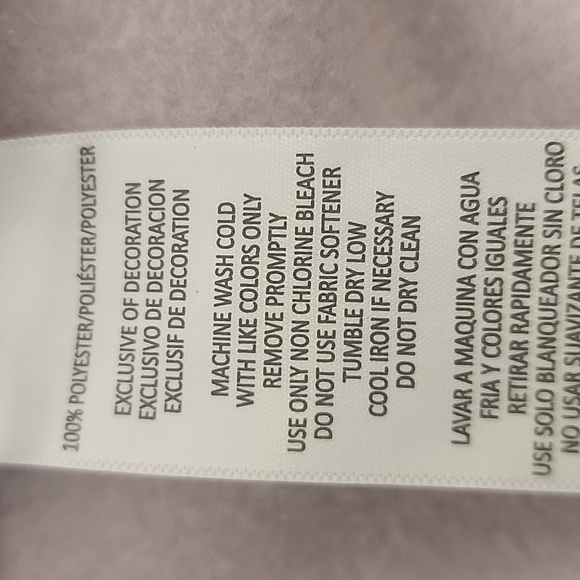 100% POLYESTER/POLIÉSTER/POLYESTER
EXCLUSIVE OF DECORATION
EXCLUSIVO DE DECORACION
EXCLUSIF DE DECORATION
MACHINE WASH COLD
WITH LIKE COLORS ONLY
REMOVE PROMPTLY
USE ONLY NON CHLORINE BLEACH
DO NOT USE FABRIC SOFTENER
TUMBLE DRY LOW
COOL IRON IF NECESSARY
DO NOT DRY CLEAN
LAVAR A MAQUINA CON AGUA
FRIA Y COLORES IGUALES
RETIRAR RAPIDAMENTE
USE SOLO BLANQUEADOR SIN CLORO
NO USAR SUAVIZANTE DE TELAS